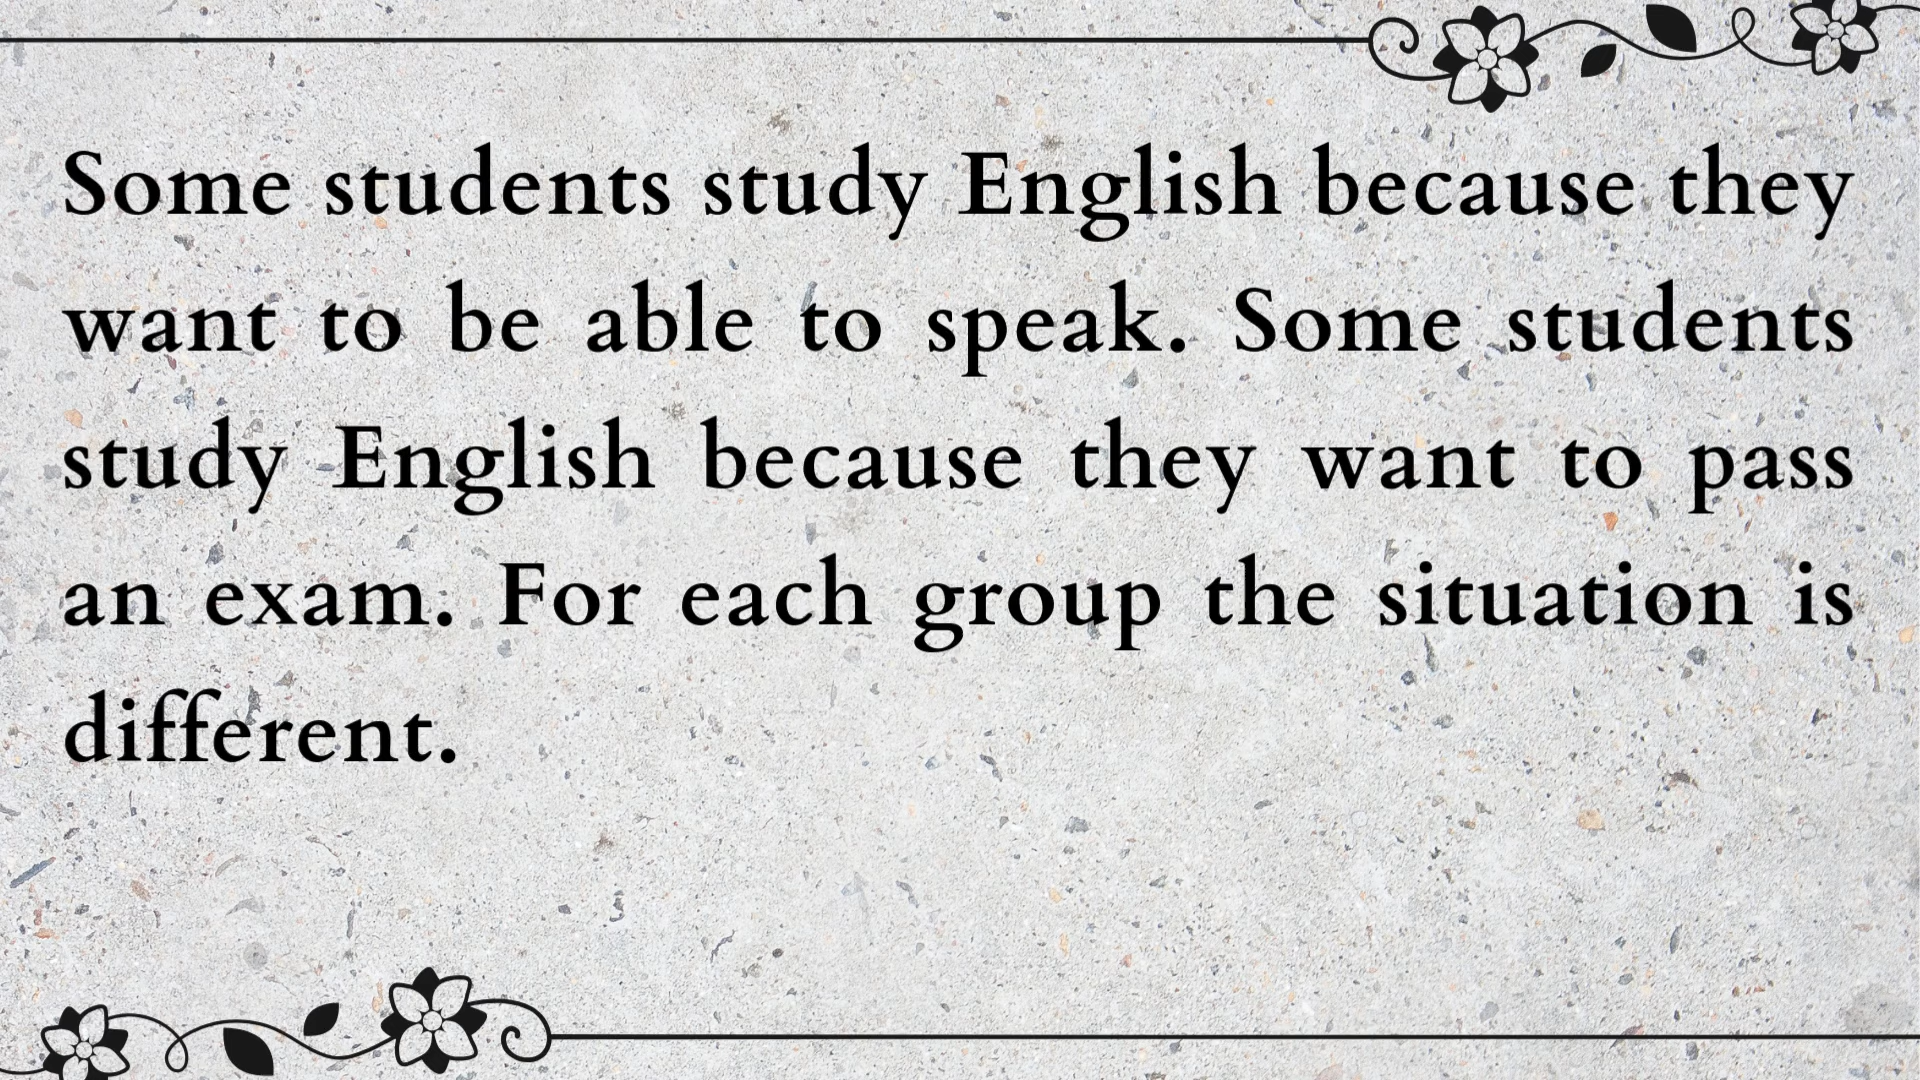 Some students study English because they
want to be able to speak. Some students
study English because they want to pass
an exam. For each group the situation is
different.